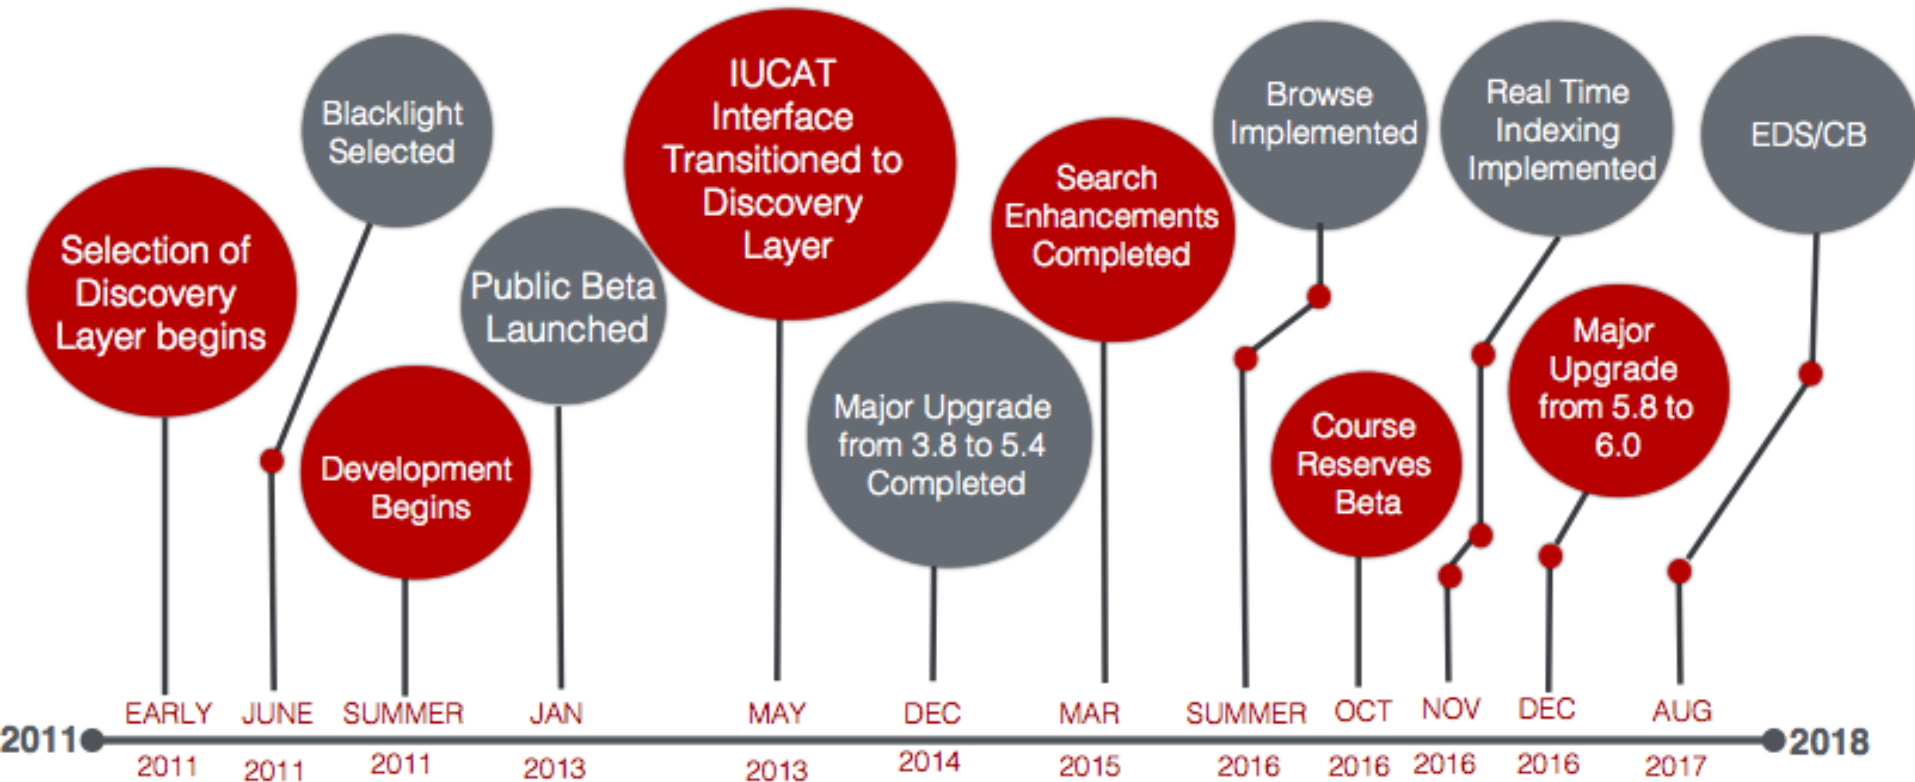 Selection of
Discovery
Layer begins
Blacklight
Selected
Development
Begins
Public Beta
Launched
IUCAT
Interface
Transitioned to
Discovery
Layer
Major Upgrade
from 3.8 to 5.4
Completed
Search
Enhancements
Completed
Browse
Implemented
Course
Reserves
Beta
Real Time
Indexing
Implemented
Major
Upgrade
from 5.8 to
6.0
EDS/CB
EARLY JUNE SUMMER JAN MAY DEC MAR SUMMER OCT NOV DEC AUG
2011 2018
2011 2011 2011 2013 2013 2014 2015 2016 2016 2016 2016 2017